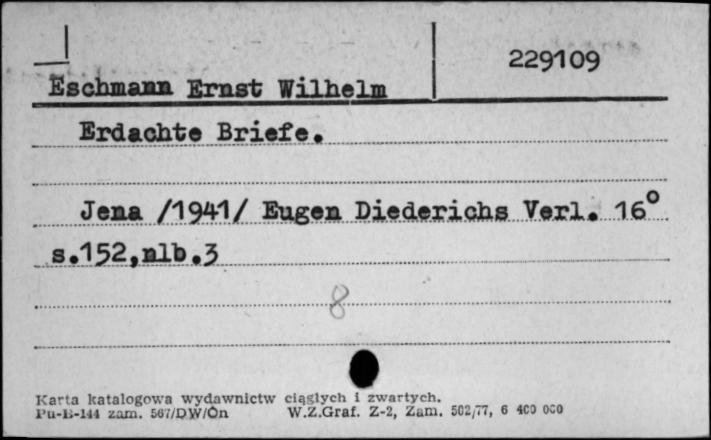 229109
Eschmann Ernst Wilhelm
Erdachte Briefe.
Jena /1941/ Eugen Diederichs Verl. 16°
s.152,nlb.3
8
Karta katalogowa wydawnictw ciągłych i zwartych.
Pu-B-144 zam. 567/DW/On W.Z.Graf. Z-2, Zam. 502/77, 6 400 000